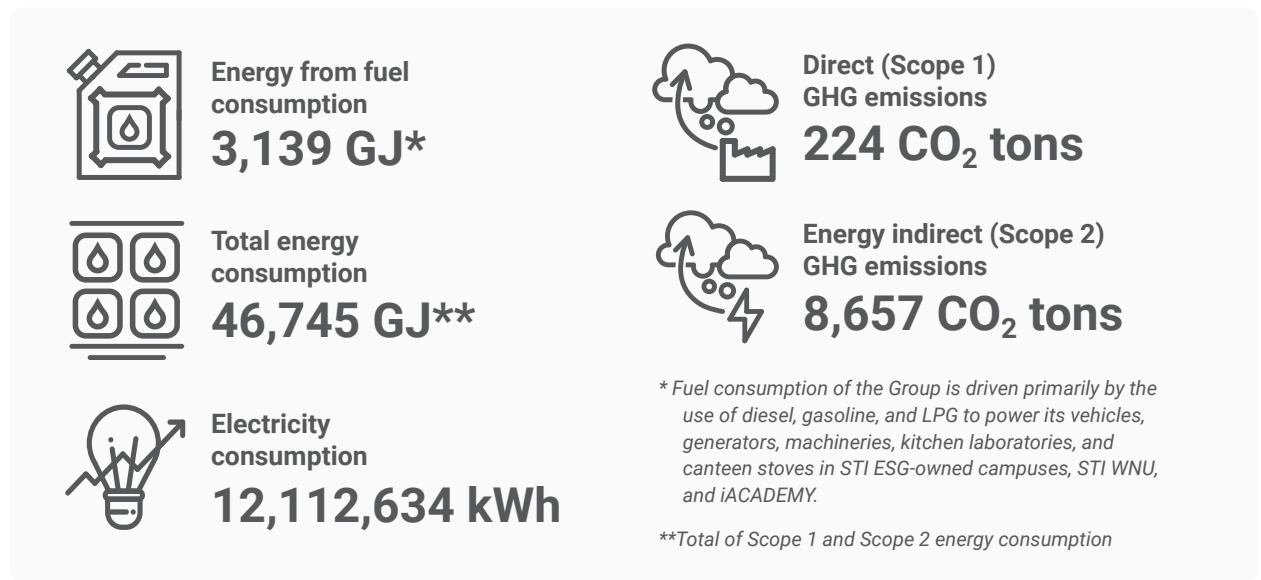 Energy from fuel
consumption
3,139 GJ*
Total energy
consumption
46,745 GJ**
Electricity
consumption
12,112,634 kWh
Direct (Scope 1)
GHG emissions
224 CO₂ tons
Energy indirect (Scope 2)
GHG emissions
8,657 CO₂ tons
* Fuel consumption of the Group is driven primarily by the
use of diesel, gasoline, and LPG to power its vehicles,
generators, machineries, kitchen laboratories, and
canteen stoves in STI ESG-owned campuses, STI WNU,
and iACADEMY.
**Total of Scope 1 and Scope 2 energy consumption